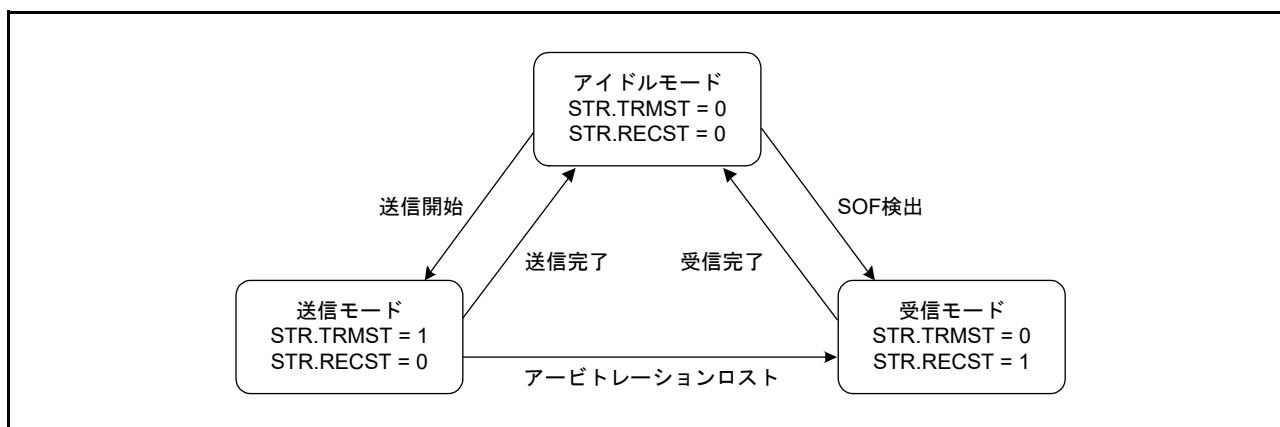 アイドルモード
STR.TRMST = 0
STR.RECST = 0
送信開始
SOF検出
送信完了
受信完了
送信モード
STR.TRMST = 1
STR.RECST = 0
受信モード
STR.TRMST = 0
STR.RECST = 1
アービトレーションロスト